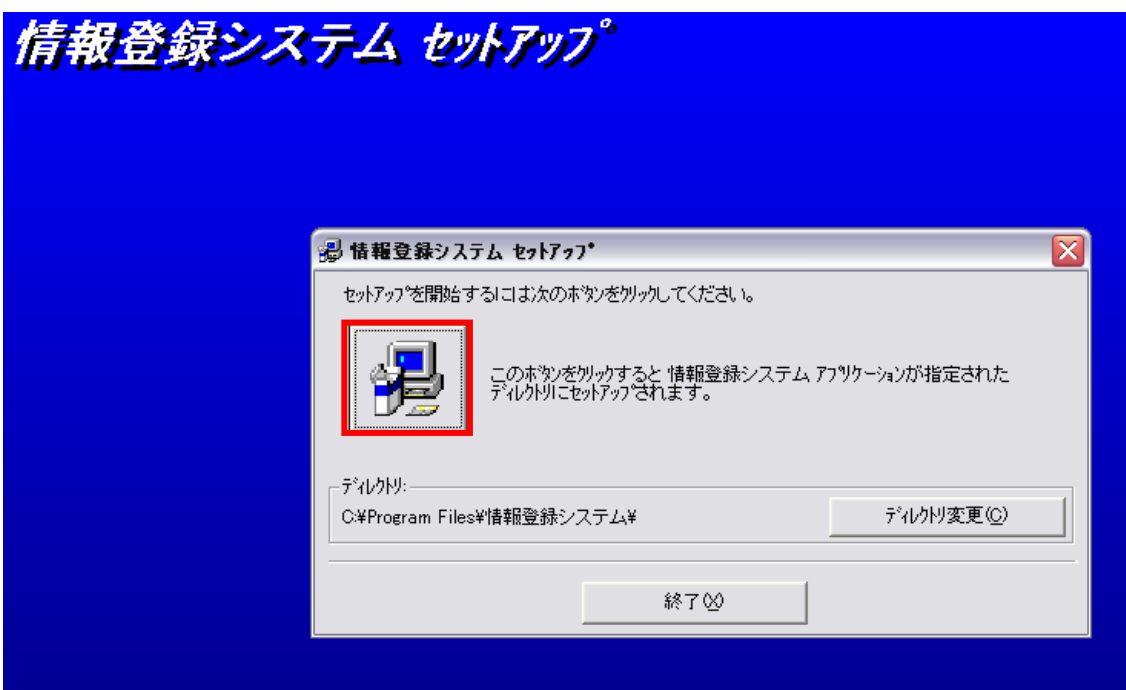 情報登録システム セットアップ
情報登録システム セットアップ
セットアップを開始するには次のボタンをクリックしてください。
このボタンをクリックすると 情報登録システム アプリケーションが指定された
ディレクトリにセットアップされます。
ディレクトリ:
C:¥Program Files¥情報登録システム¥
ディレクトリ変更(C)
終了(X)